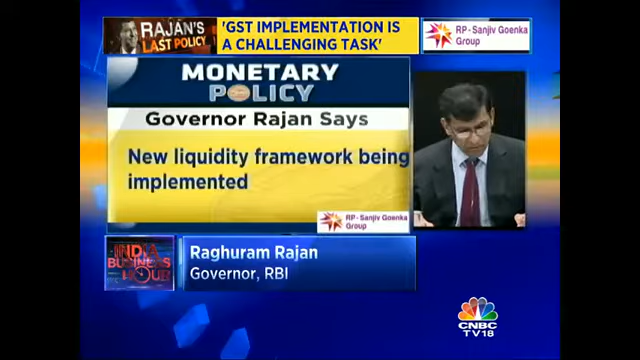 RAJAN'S
LAST POLICY
'GST IMPLEMENTATION IS
A CHALLENGING TASK'
RP-Sanjiv Goenka
Group
MONETARY
POLICY
Governor Rajan Says
New liquidity framework being
implemented
RP-Sanjiv Goenka
Group
INDIA
BUSINESS
HOUR
Raghuram Rajan
Governor, RBI
CNBC
TV18